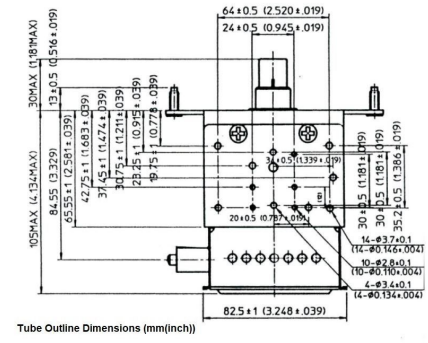 64±0.5 (2.520±.019)
24±0.5 (0.945±.019)
30MAX (1.181MAX)
13±0.5 (0.516±.019)
105MAX (4.134MAX)
84.55 (3.329)
65.55±1 (2.581±.039)
42.75±1 (1.683±.039)
37.45±1 (1.474±.039)
30.75±1 (1.211±.039)
23.25±1 (0.915±.039)
19.75±1 (0.778±.039)
34±0.5 (1.339±.019)
20±0.5 (0.787±.019)
30±0.5 (1.181±.019)
30±0.5 (1.181±.019)
35.2±0.5 (1.386±.019)
14-Ø3.7±0.1
(14-Ø0.146±.004)
10-Ø2.8±0.1
(10-Ø0.110±.004)
4-Ø3.4±0.1
(4-Ø0.134±.004)
82.5±1 (3.248±.039)
Tube Outline Dimensions (mm(inch))